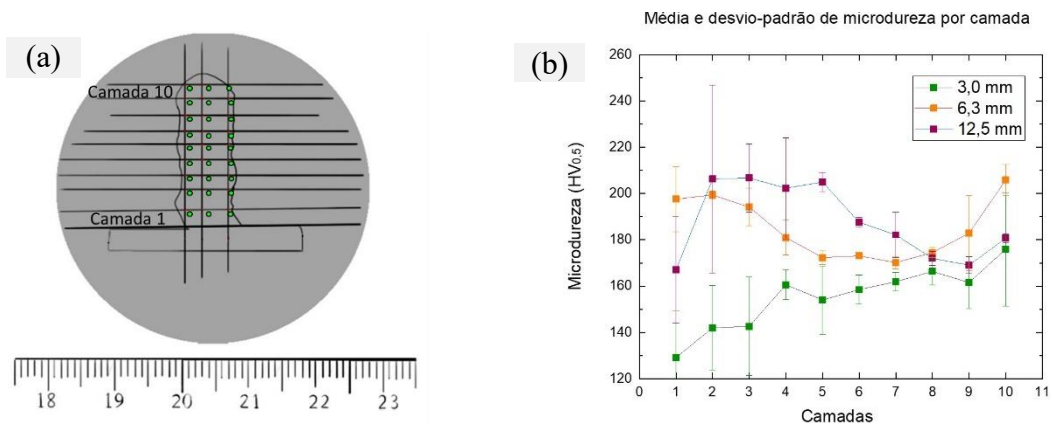 (a)
Camada 10
Camada 1
18 19 20 21 22 23
(b)
Média e desvio-padrão de microdureza por camada
260
240
220
200
180
160
140
120
Microdureza (HV0,5)
3,0 mm
6,3 mm
12,5 mm
0 1 2 3 4 5 6 7 8 9 10 11
Camadas